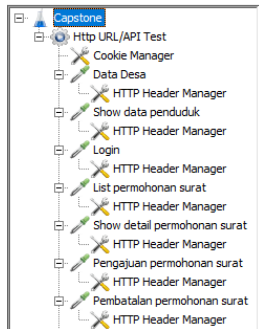 Capstone
Http URL/API Test
Cookie Manager
Data Desa
HTTP Header Manager
Show data penduduk
HTTP Header Manager
Login
HTTP Header Manager
List permohonan surat
HTTP Header Manager
Show detail permohonan surat
HTTP Header Manager
Pengajuan permohonan surat
HTTP Header Manager
Pembatalan permohonan surat
HTTP Header Manager